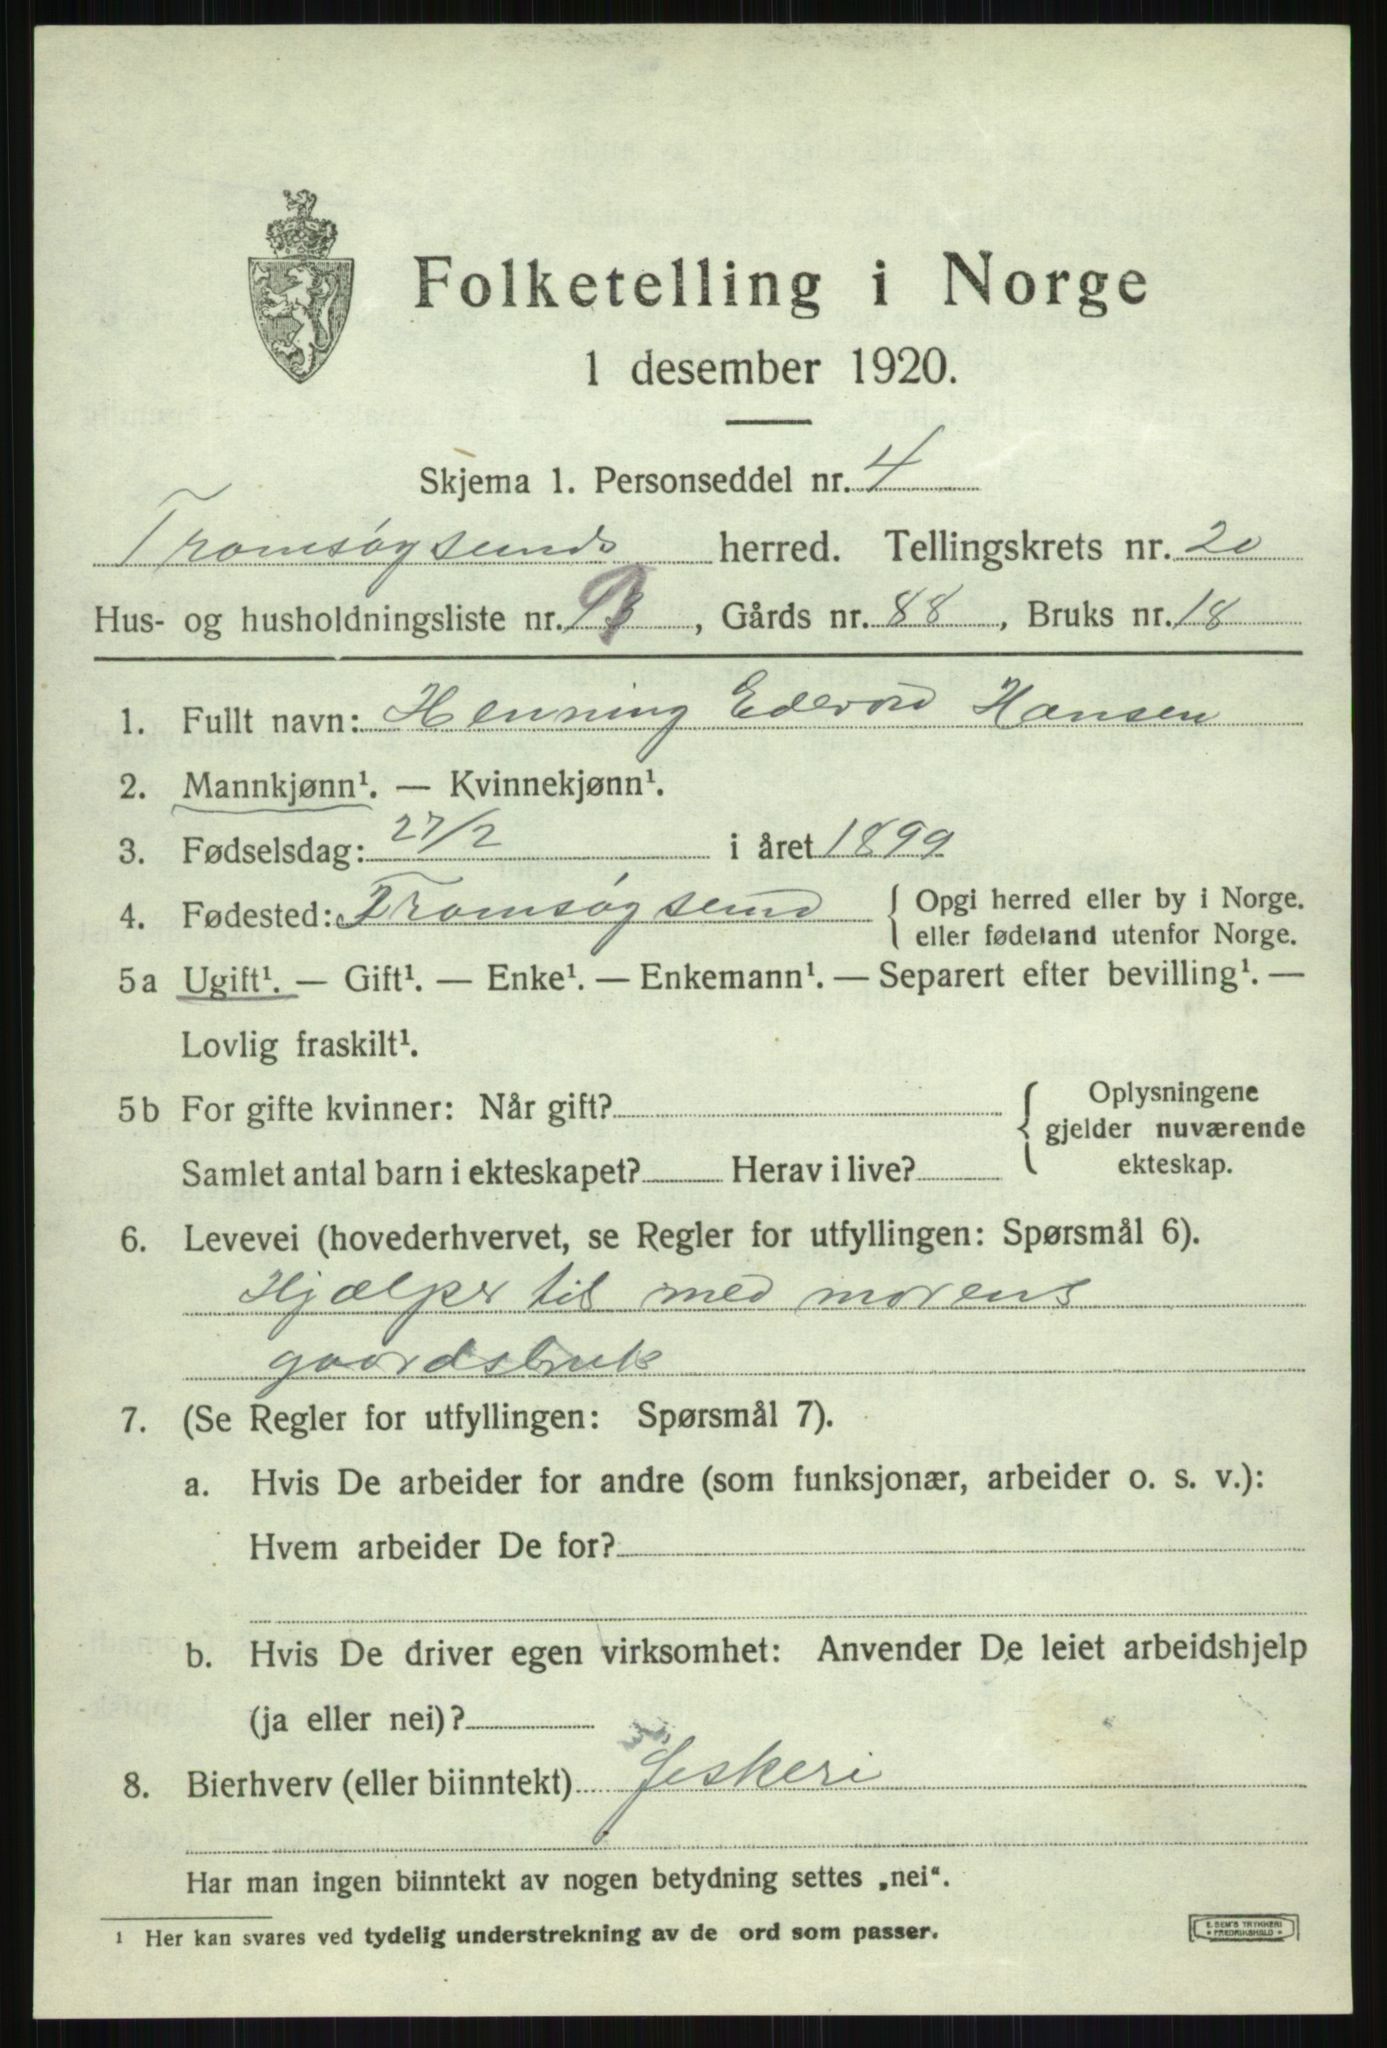 Folketelling i Norge
1 desember 1920.
Skjema 1. Personseddel nr. 4
Tromsøysunds herred. Tellingskrets nr. 20
Hus- og husholdningsliste nr. , Gårds nr. 88, Bruks nr. 18
1. Fullt navn: Henning Edvard Hansen
2. Mannkjønn¹. — Kvinnekjønn¹.
3. Fødselsdag: 27/2 i året 1899
4. Fødested: Tromsøysund { Opgi herred eller by i Norge.
eller fødeland utenfor Norge.
5a Ugift¹. — Gift¹. — Enke¹. — Enkemann¹. — Separert efter bevilling¹. —
Lovlig fraskilt¹.
5b For gifte kvinner: Når gift? { Oplysningene
gjelder nuværende
Samlet antal barn i ekteskapet? Herav i live? ekteskap.
6. Levevei (hovederhvervet, se Regler for utfyllingen: Spørsmål 6).
Hjælper til med morens
gaardsbruk
7. (Se Regler for utfyllingen: Spørsmål 7).
a. Hvis De arbeider for andre (som funksjonær, arbeider o. s. v.):
Hvem arbeider De for?
b. Hvis De driver egen virksomhet: Anvender De leiet arbeidshjelp
(ja eller nei)?
8. Bierhverv (eller biinntekt) fiskeri
Har man ingen biinntekt av nogen betydning settes „nei“.
¹ Her kan svares ved tydelig understrekning av de ord som passer.
E. SEM'S TRYKKERI
* FREDRIKSHALD *